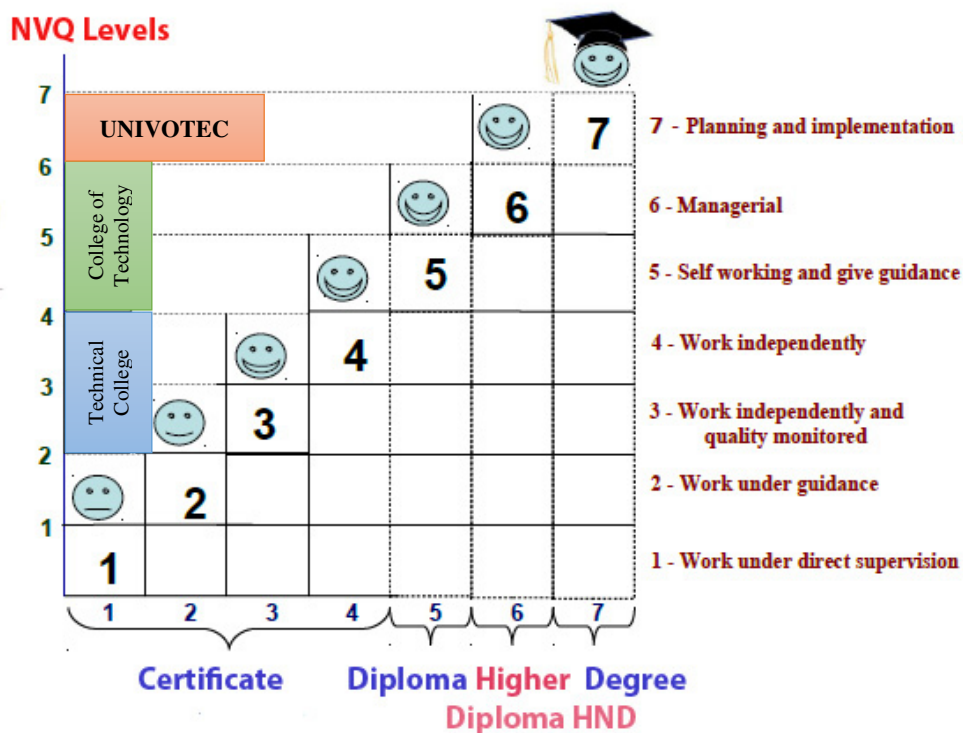 NVQ Levels
7
UNIVOTEC
7
7 - Planning and implementation
6
College of
Technology
6
6 - Managerial
5
5
5 - Self working and give guidance
4
Technical
College
4
4 - Work independently
3
3
3 - Work independently and
quality monitored
2
2
2 - Work under guidance
1
1
1 - Work under direct supervision
1 2 3 4 5 6 7
Certificate Diploma Higher Degree
Diploma HND